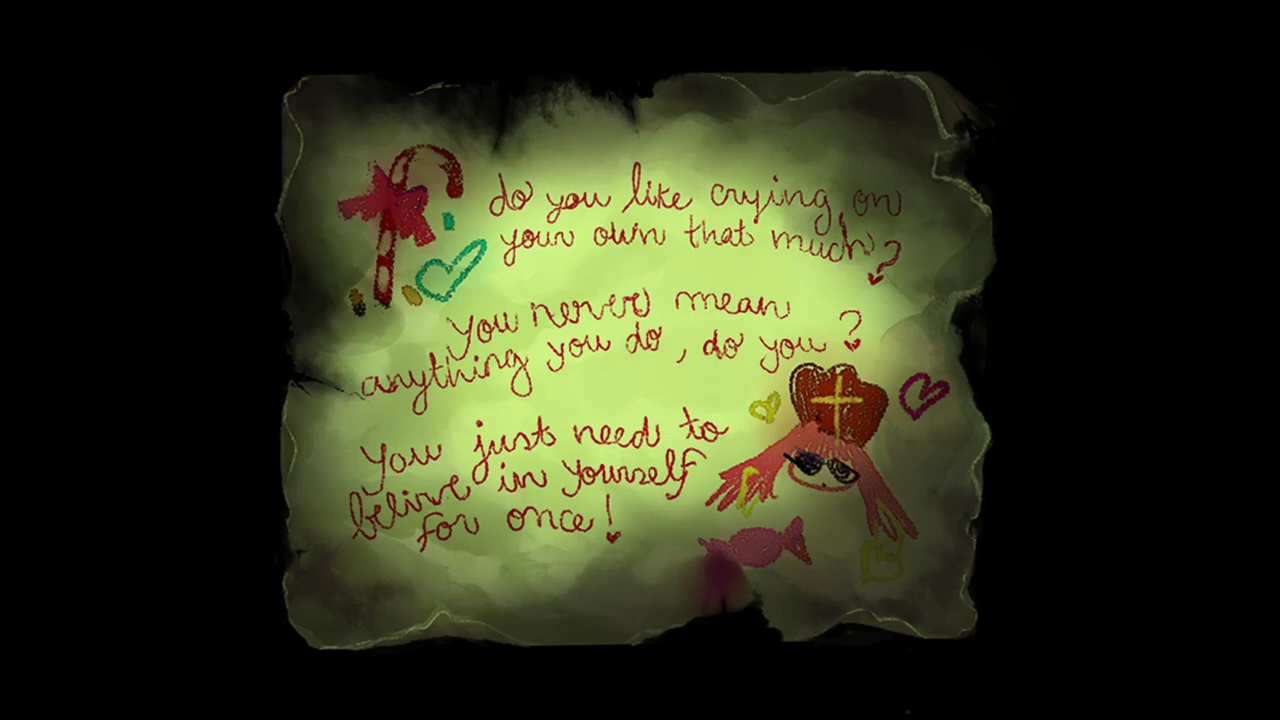 do you like crying on
your own that much?
You never mean
anything you do, do you?
You just need to
belive in yourself
for once!